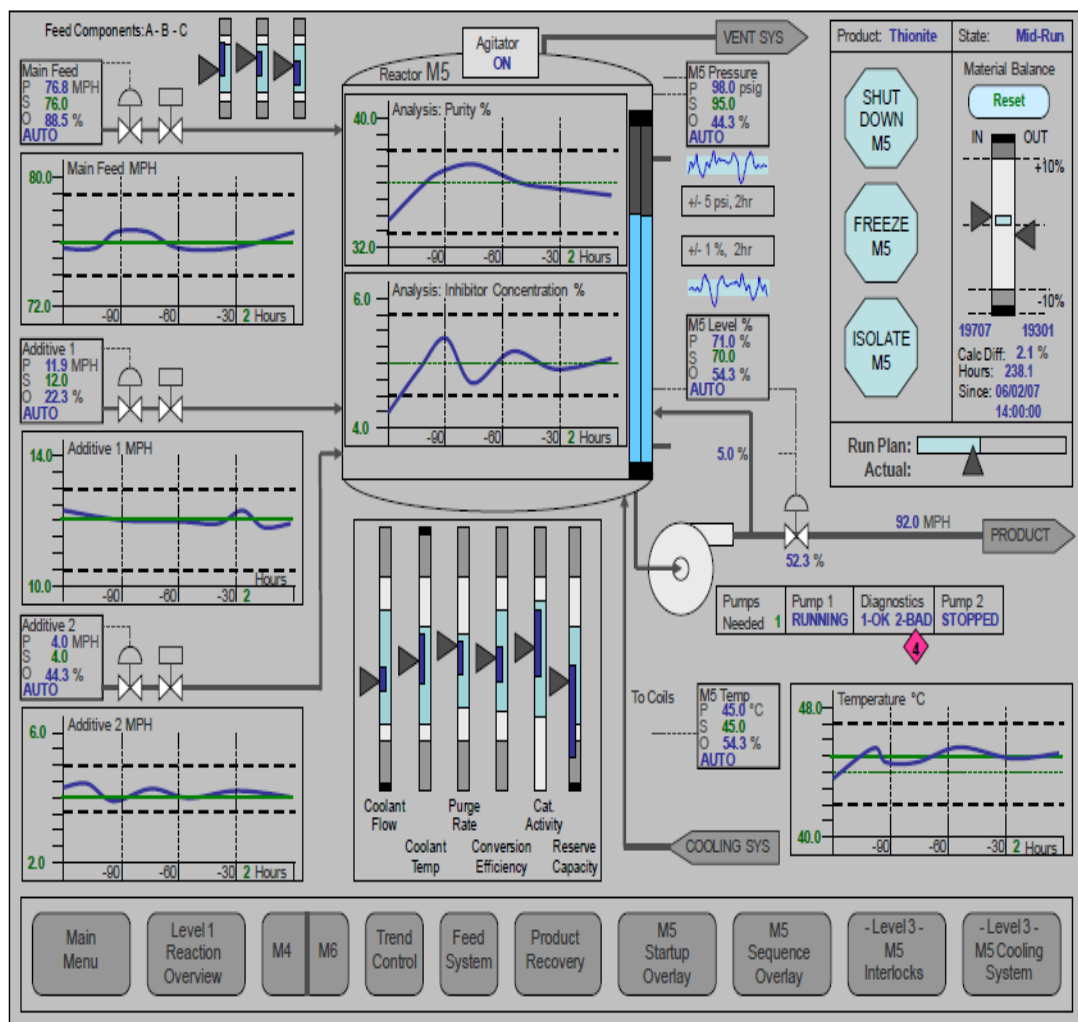 Feed Components: A - B - C
Main Feed
P 76.8 MPH
S 76.0
O 88.5 %
AUTO
Main Feed MPH
80.0
72.0
-90 -60 -30 2 Hours
Additive 1
P 11.9 MPH
S 12.0
O 22.3 %
AUTO
Additive 1 MPH
14.0
10.0
Hours
-90 -60 -30 2
Additive 2
P 4.0 MPH
S 4.0
O 44.3 %
AUTO
Additive 2 MPH
6.0
2.0
-90 -60 -30 2 Hours
Agitator
ON
Reactor M5
Analysis: Purity %
40.0
32.0
-90 -60 -30 2 Hours
Analysis: Inhibitor Concentration %
6.0
4.0
-90 -60 -30 2 Hours
Coolant
Flow
Coolant
Temp
Purge
Rate
Conversion
Efficiency
Cat.
Activity
Reserve
Capacity
VENT SYS
M5 Pressure
P 98.0 psig
S 95.0
O 44.3 %
AUTO
+/- 5 psi, 2hr
+/- 1 %, 2hr
M5 Level %
P 71.0 %
S 70.0
O 54.3 %
AUTO
5.0 %
92.0 MPH
52.3 %
PRODUCT
Pumps
Needed 1
Pump 1
RUNNING
Diagnostics
1-OK 2-BAD
Pump 2
STOPPED
4
To Coils
M5 Temp
P 45.0 °C
S 45.0
O 54.3 %
AUTO
COOLING SYS
Temperature °C
48.0
40.0
-90 -60 -30 2 Hours
Product: Thionite
State: Mid-Run
SHUT
DOWN
M5
FREEZE
M5
ISOLATE
M5
Material Balance
Reset
IN OUT
+10%
-10%
19707 19301
Calc Diff: 2.1 %
Hours: 238.1
Since: 06/02/07
14:00:00
Run Plan:
Actual:
Main
Menu
Level 1
Reaction
Overview
M4
M6
Trend
Control
Feed
System
Product
Recovery
M5
Startup
Overlay
M5
Sequence
Overlay
- Level 3 -
M5
Interlocks
- Level 3 -
M5 Cooling
System